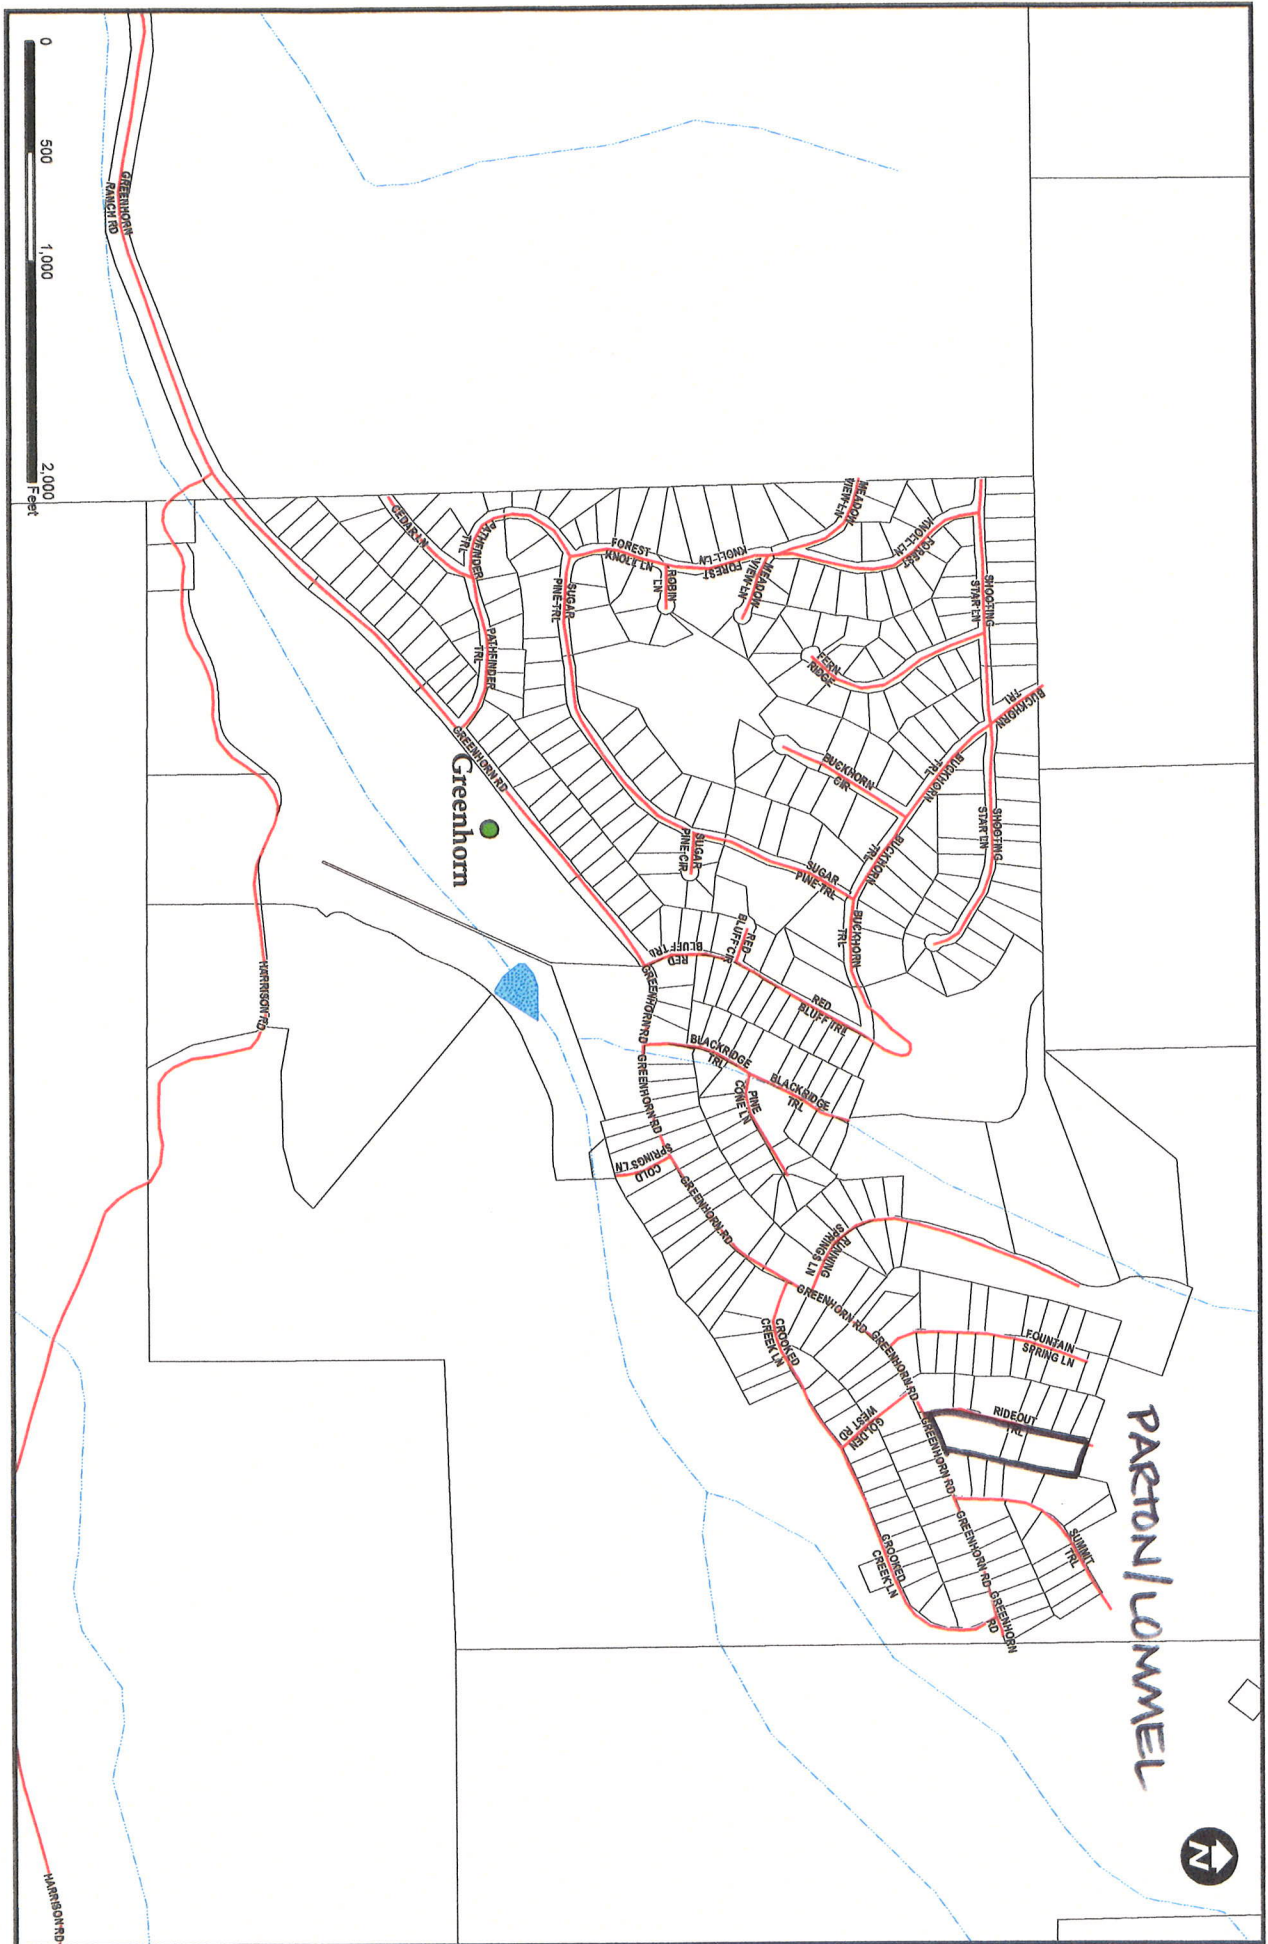 PARTON/LOMMEL
N
SHOOTING
STAR LN
BUCKHORN
TRL
SHOOTING
STAR LN
FOREST
KNOLL LN
MEADOW
VIEW LN
FERN
RIDGE
BUCKHORN
TRL
BUCKHORN
CIR
BUCKHORN
TRL
BUCKHORN
TRL
MEADOW
VIEW LN
FOREST
KNOLL LN
ROBIN
LN
FOREST
KNOLL LN
SUGAR
PINE TRL
SUGAR
PINE TRL
SUGAR
PINE CIR
RED
BLUFF CIR
RED
BLUFF TRL
RED
BLUFF TRL
BLACKRIDGE
TRL
BLACKRIDGE
TRL
PINE
CONE LN
RUNNING
SPRINGS LN
FOUNTAIN
SPRING LN
RIDEOUT
TRL
SUMMIT
TRL
PATHFINDER
TRL
PATHFINDER
TRL
CEDAR LN
GREENHORN RD
Greenhorn
GREENHORN RD
GREENHORN RD
COLD
SPRINGS LN
GREENHORN RD
GREENHORN RD
GREENHORN RD
GREENHORN RD
GREENHORN RD
GREENHORN
RD
CROOKED
CREEK LN
GOLDEN
WEST RD
CROOKED
CREEK LN
GREENHORN
RANCH RD
HARRISON RD
HARRISON RD
0 500 1,000 2,000
Feet